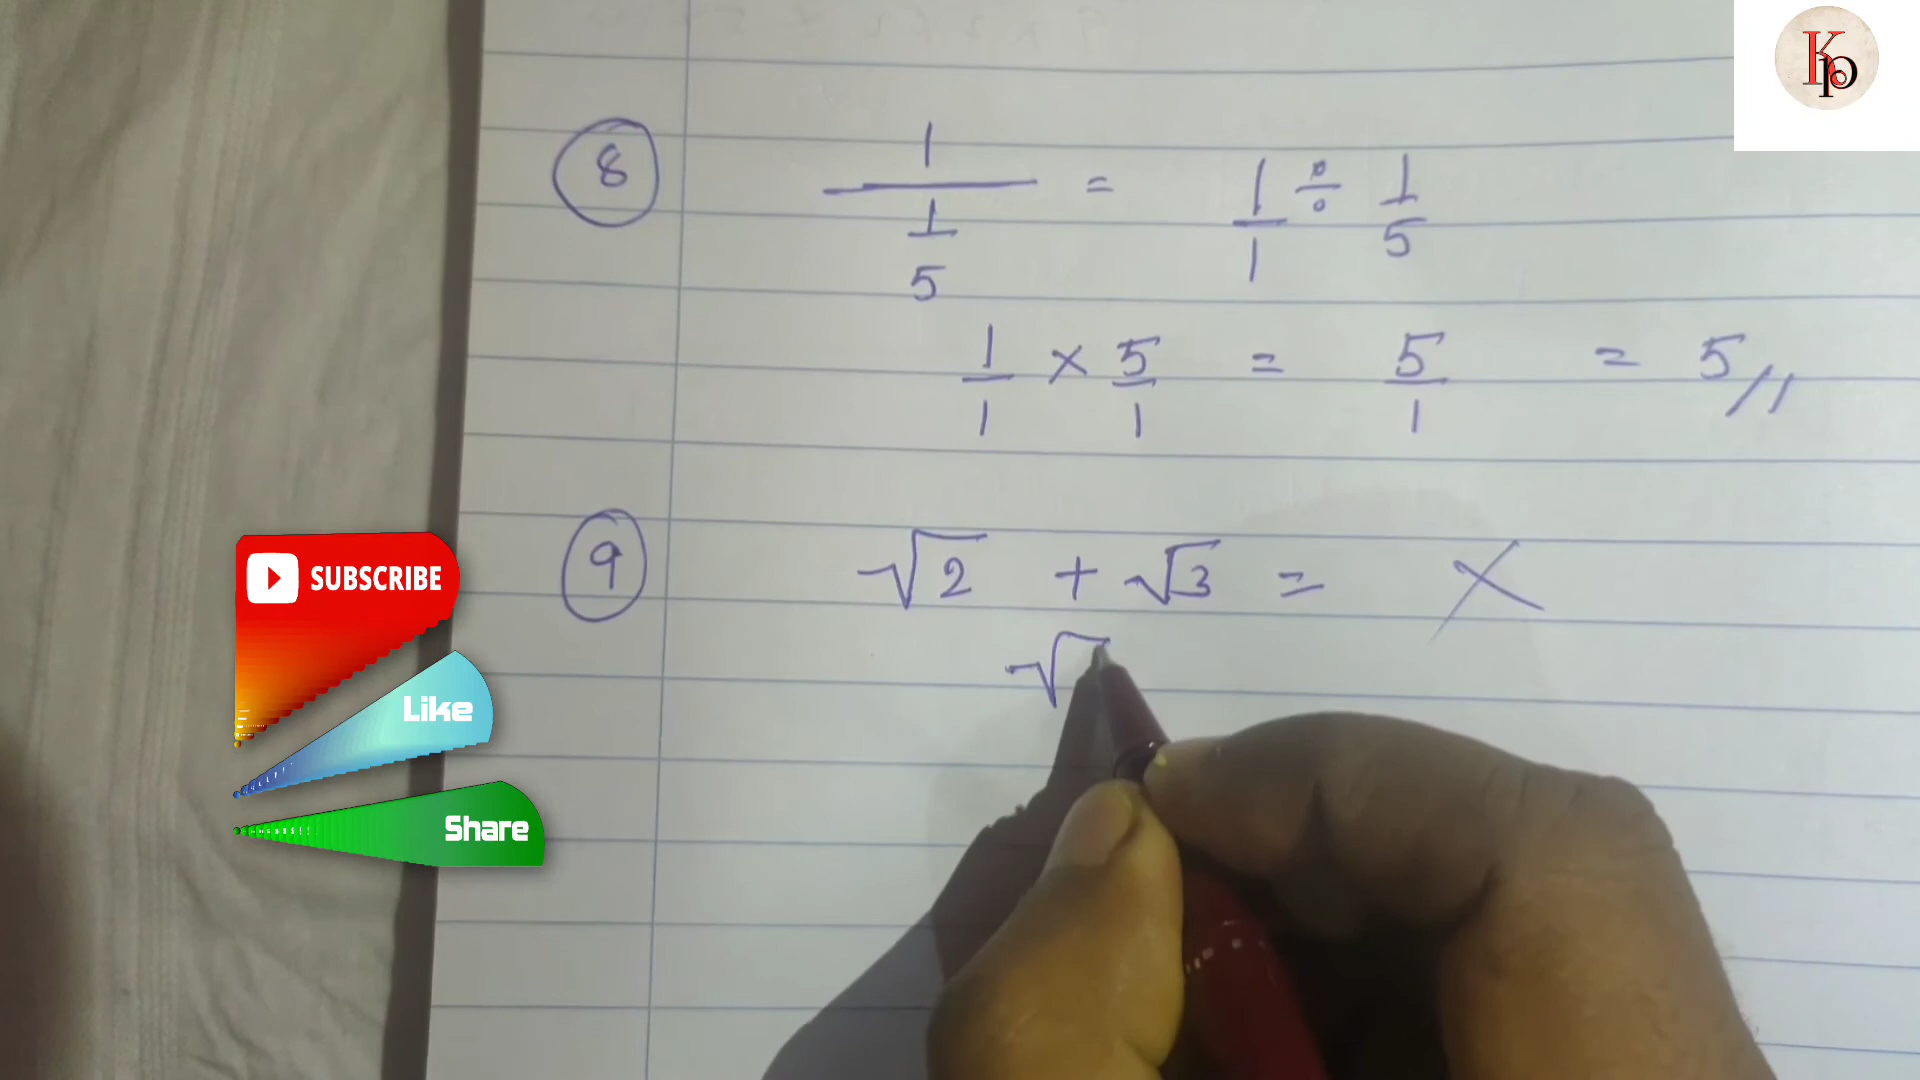 Kp
⑧ 1/(1/5) = 1/1 ÷ 1/5
1/1 × 5/1 = 5/1 = 5//
⑨ √2 + √3 = X
√
SUBSCRIBE
Like
Share